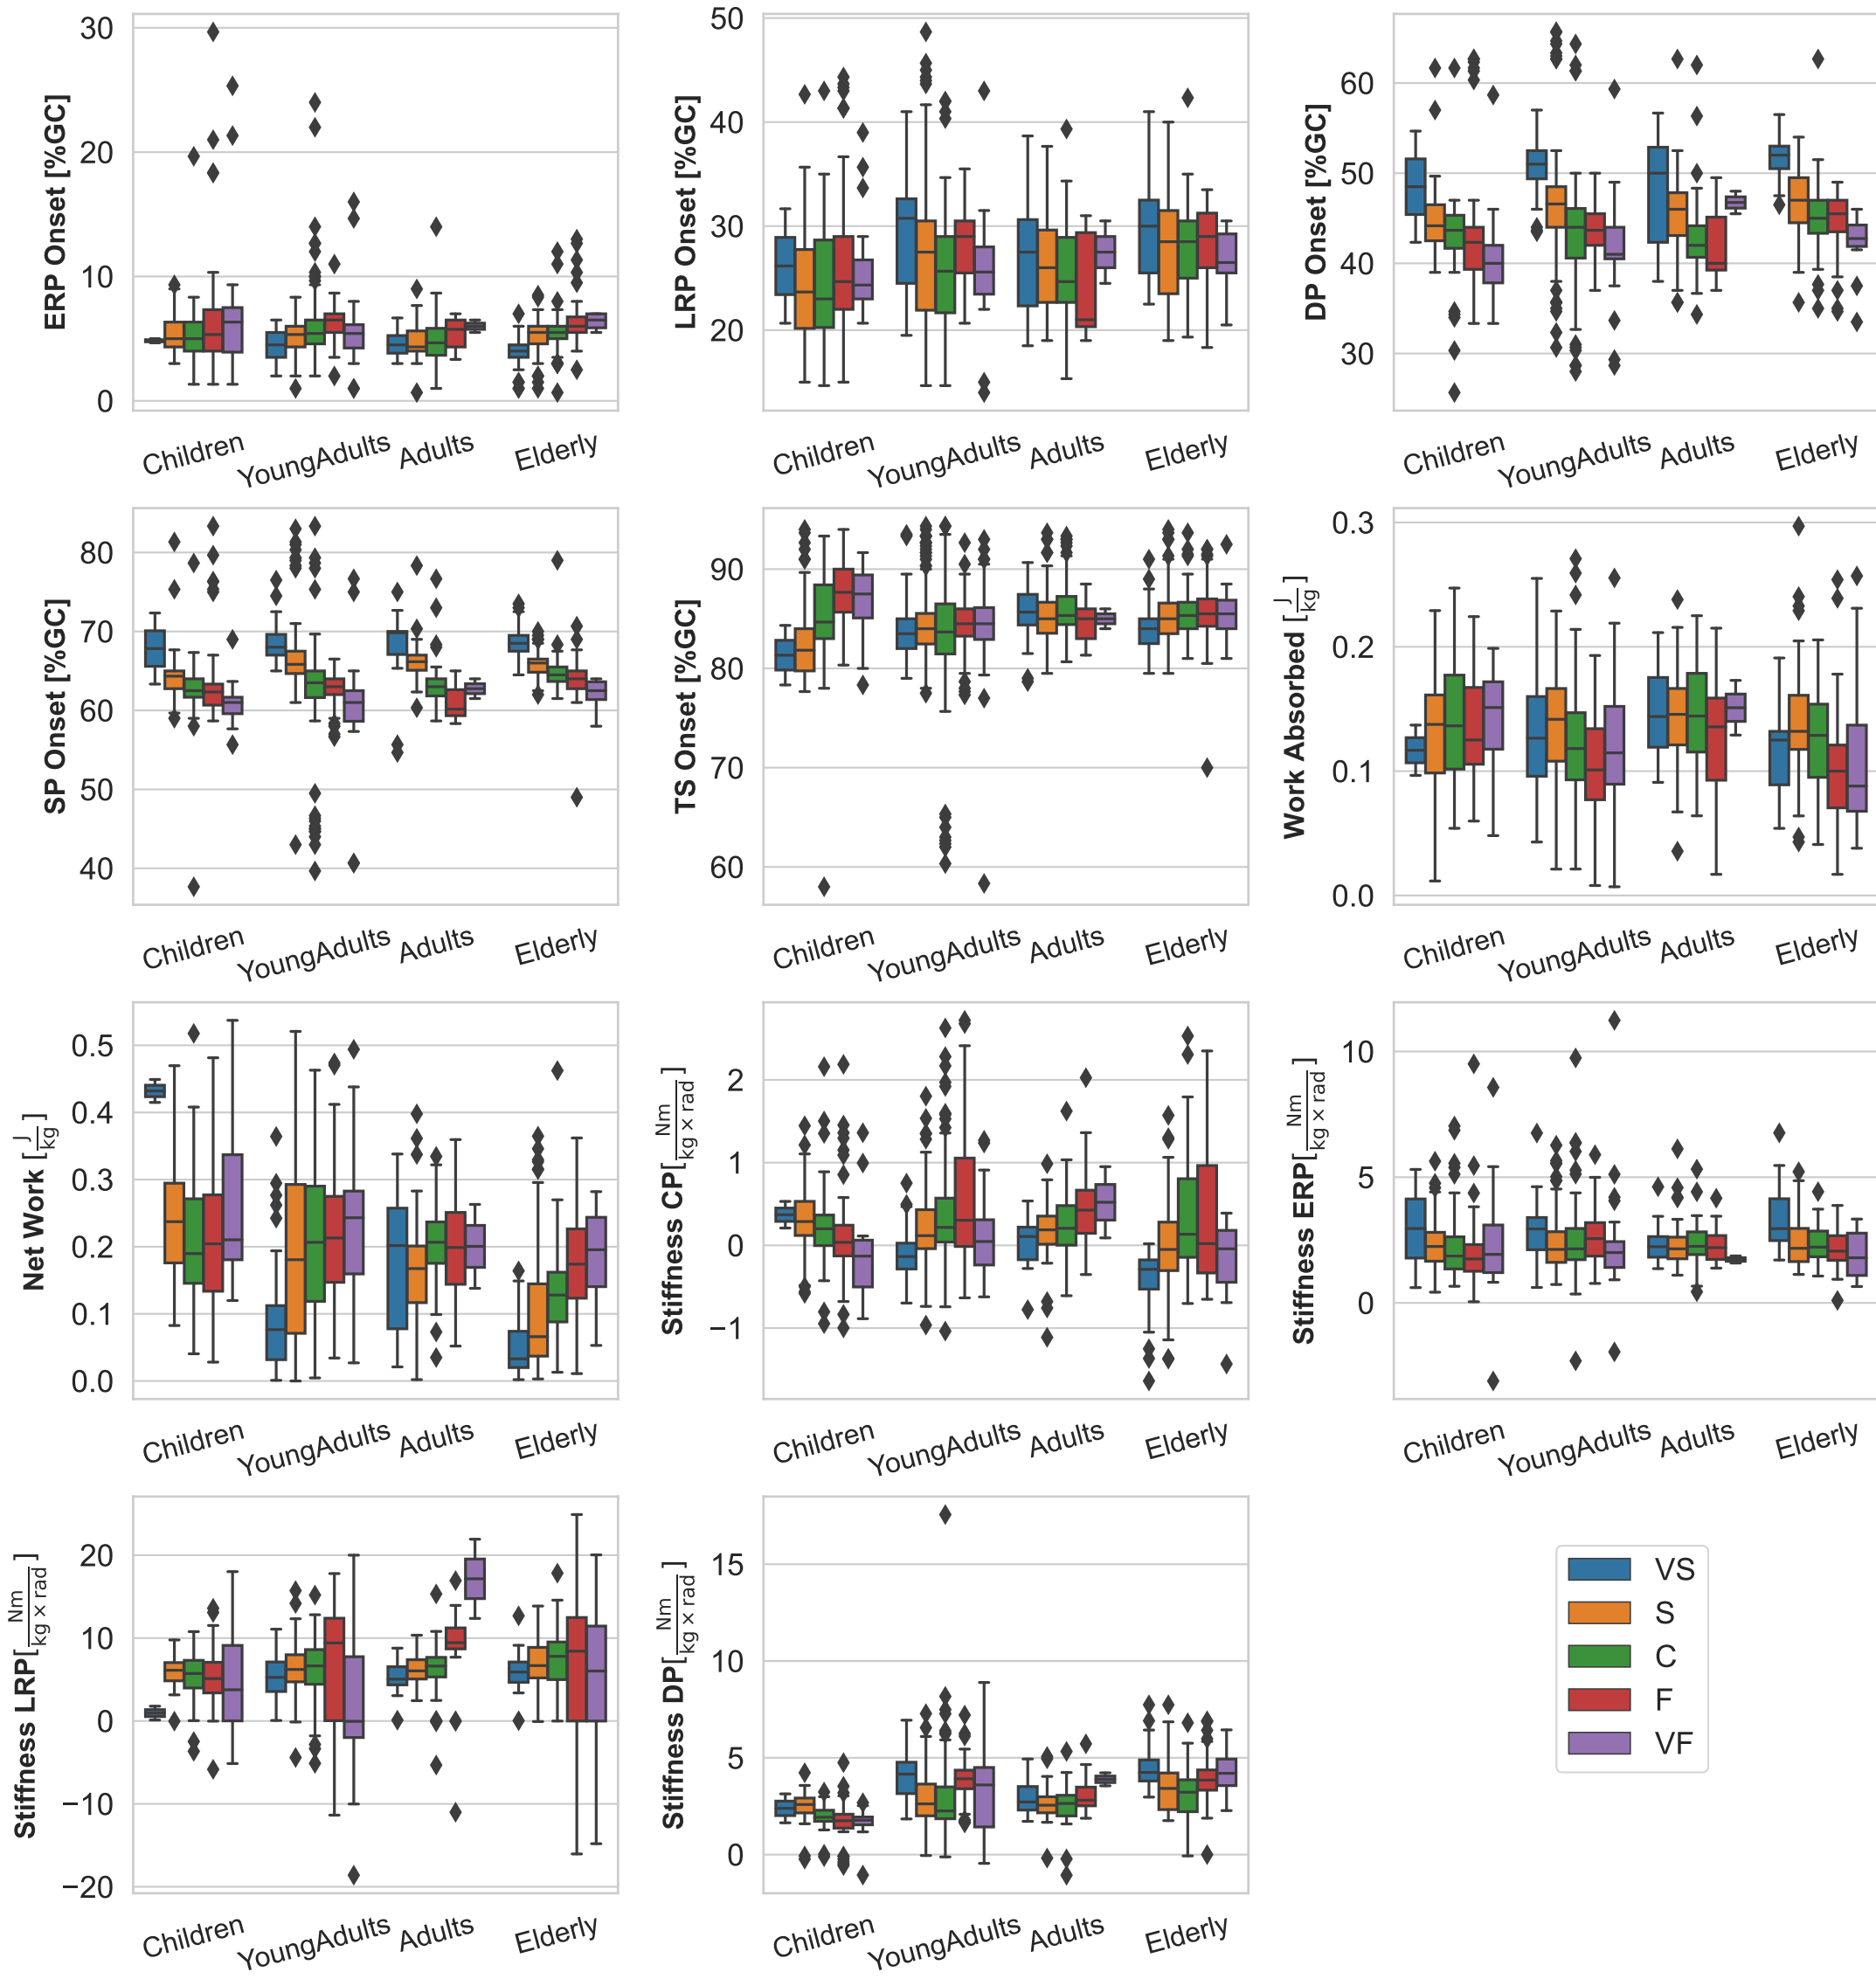 ERP Onset [%GC]
30
20
10
0
Children YoungAdults Adults Elderly
LRP Onset [%GC]
50
40
30
20
Children YoungAdults Adults Elderly
DP Onset [%GC]
60
50
40
30
Children YoungAdults Adults Elderly
SP Onset [%GC]
80
70
60
50
40
Children YoungAdults Adults Elderly
TS Onset [%GC]
90
80
70
60
Children YoungAdults Adults Elderly
Work Absorbed [J/kg]
0.3
0.2
0.1
0.0
Children YoungAdults Adults Elderly
Net Work [J/kg]
0.5
0.4
0.3
0.2
0.1
0.0
Children YoungAdults Adults Elderly
Stiffness CP[Nm/kg × rad]
2
1
0
−1
Children YoungAdults Adults Elderly
Stiffness ERP[Nm/kg × rad]
10
5
0
Children YoungAdults Adults Elderly
Stiffness LRP[Nm/kg × rad]
20
10
0
−10
−20
Children YoungAdults Adults Elderly
Stiffness DP[Nm/kg × rad]
15
10
5
0
Children YoungAdults Adults Elderly
VS
S
C
F
VF